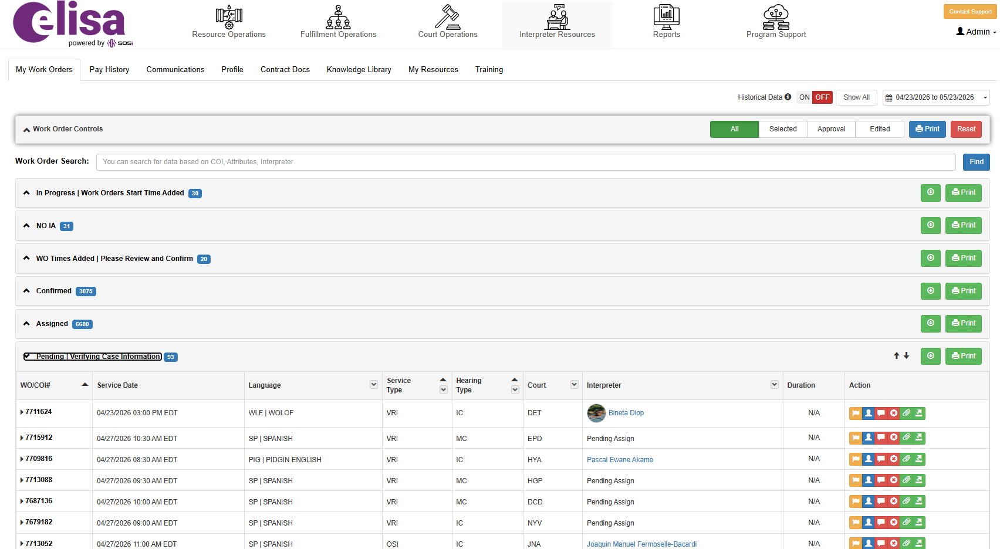 elisa
powered by SOSi
Resource Operations
Fulfillment Operations
Court Operations
Interpreter Resources
Reports
Program Support
Contact Support
Admin
My Work Orders
Pay History
Communications
Profile
Contract Docs
Knowledge Library
My Resources
Training
Historical Data ON OFF Show All 04/23/2026 to 05/23/2026
Work Order Controls All Selected Approval Edited Print Reset
Work Order Search: You can search for data based on COI, Attributes, Interpreter Find
In Progress | Work Orders Start Time Added 30 Print
NO IA 31 Print
WO Times Added | Please Review and Confirm 20 Print
Confirmed 3075 Print
Assigned 6680 Print
Pending | Verifying Case Information 93 Print
WO/COI# Service Date Language Service Type Hearing Type Court Interpreter Duration Action
7711624 04/23/2026 03:00 PM EDT WLF | WOLOF VRI IC DET Bineta Diop N/A
7715912 04/27/2026 10:30 AM EDT SP | SPANISH VRI MC EPD Pending Assign N/A
7709816 04/27/2026 08:30 AM EDT PIG | PIDGIN ENGLISH VRI IC HYA Pascal Ewane Akame N/A
7713088 04/27/2026 09:30 AM EDT SP | SPANISH VRI MC HGP Pending Assign N/A
7687136 04/27/2026 10:00 AM EDT SP | SPANISH VRI MC DCD Pending Assign N/A
7679182 04/27/2026 09:00 AM EDT SP | SPANISH VRI IC NYV Pending Assign N/A
7713052 04/27/2026 11:00 AM EDT SP | SPANISH OSI IC JNA Joaquin Manuel Fermoselle-Bacardi N/A